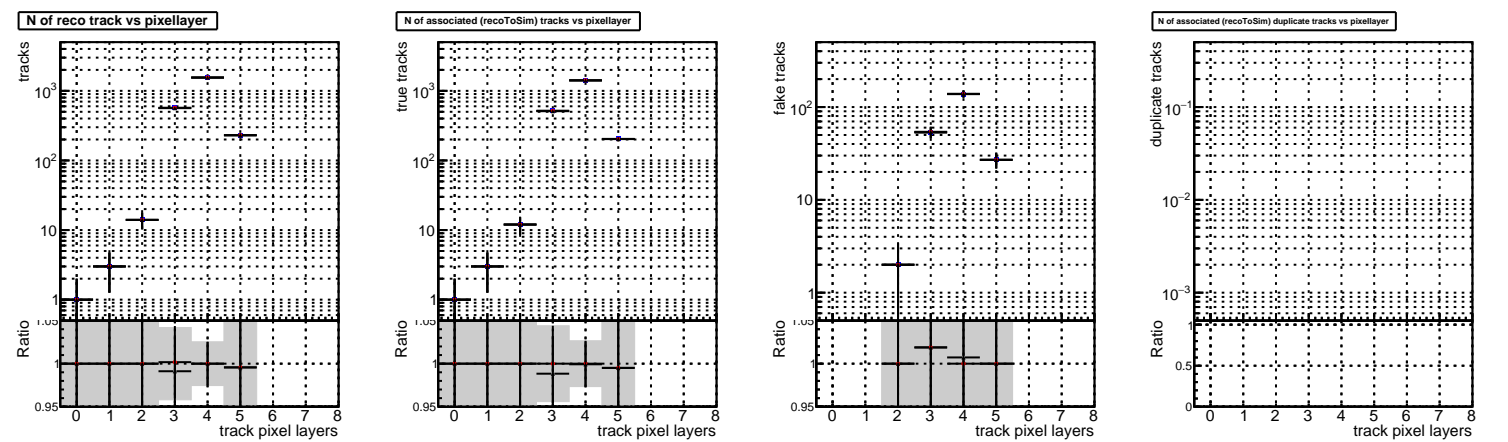 N of reco track vs pixellayer
tracks
10³
10²
10
1
Ratio
1.05
1
0.95
0 1 2 3 4 5 6 7 8
track pixel layers
N of associated (recoToSim) tracks vs pixellayer
true tracks
10³
10²
10
1
Ratio
1.05
1
0.95
0 1 2 3 4 5 6 7 8
track pixel layers
fake tracks
10²
10
1
Ratio
1.05
1
0.95
0 1 2 3 4 5 6 7 8
track pixel layers
N of associated (recoToSim) duplicate tracks vs pixellayer
duplicate tracks
10⁻¹
10⁻²
10⁻³
Ratio
1
0.5
0
0 1 2 3 4 5 6 7 8
track pixel layers